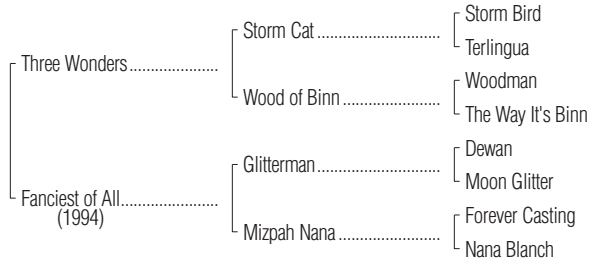 Storm Bird
Storm Cat
Terlingua
Three Wonders
Woodman
Wood of Binn
The Way It's Binn
Dewan
Glitterman
Moon Glitter
Fanciest of All
(1994)
Forever Casting
Mizpah Nana
Nana Blanch